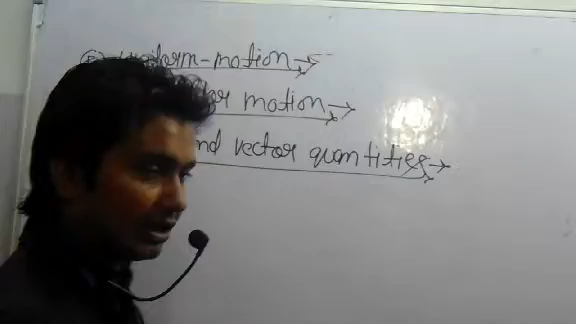 uniform-motion →
motion →
and vector quantities →